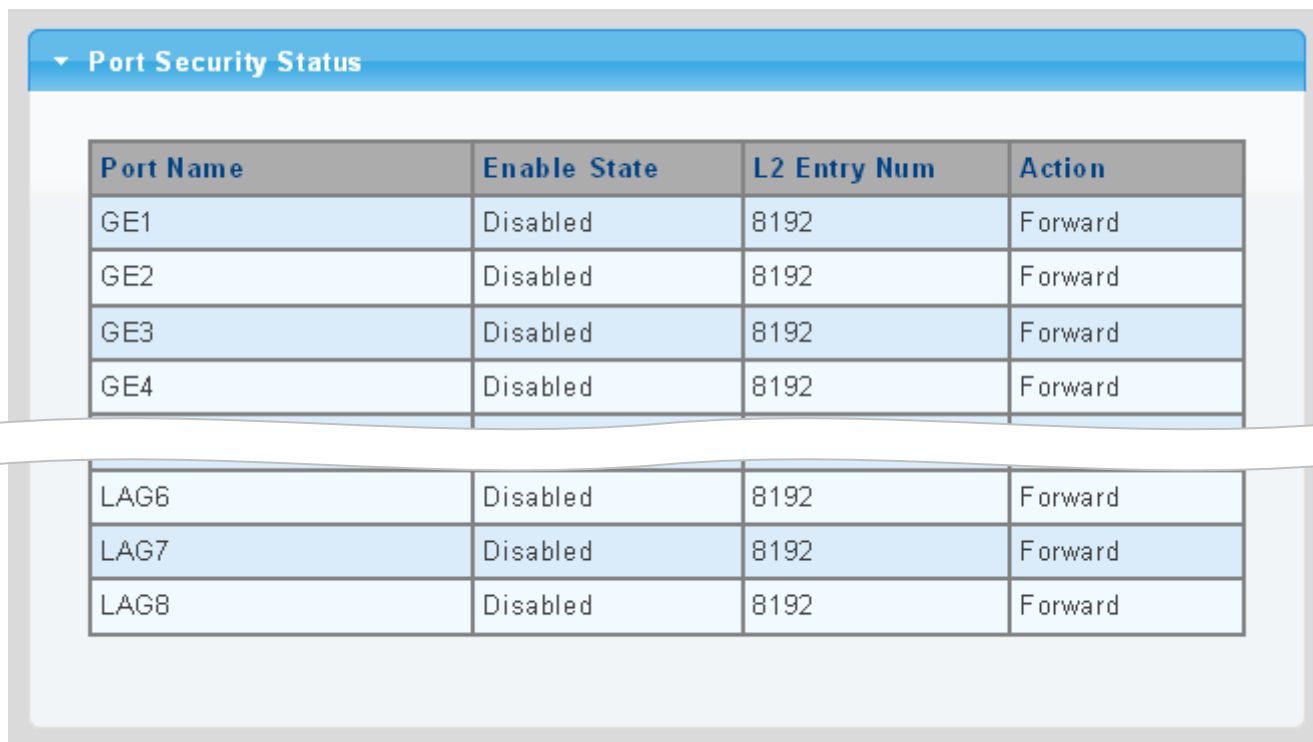 Port Security Status
Port Name Enable State L2 Entry Num Action
GE1 Disabled 8192 Forward
GE2 Disabled 8192 Forward
GE3 Disabled 8192 Forward
GE4 Disabled 8192 Forward
LAG6 Disabled 8192 Forward
LAG7 Disabled 8192 Forward
LAG8 Disabled 8192 Forward